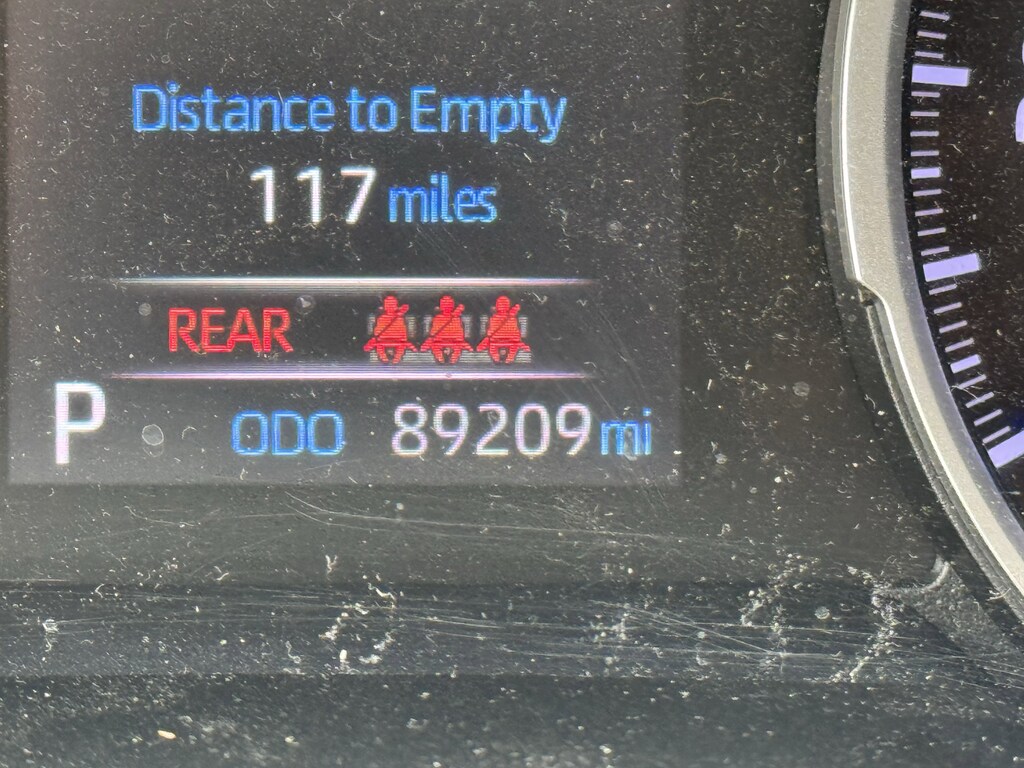 Distance to Empty
117 miles
REAR
P ODO 89209 mi